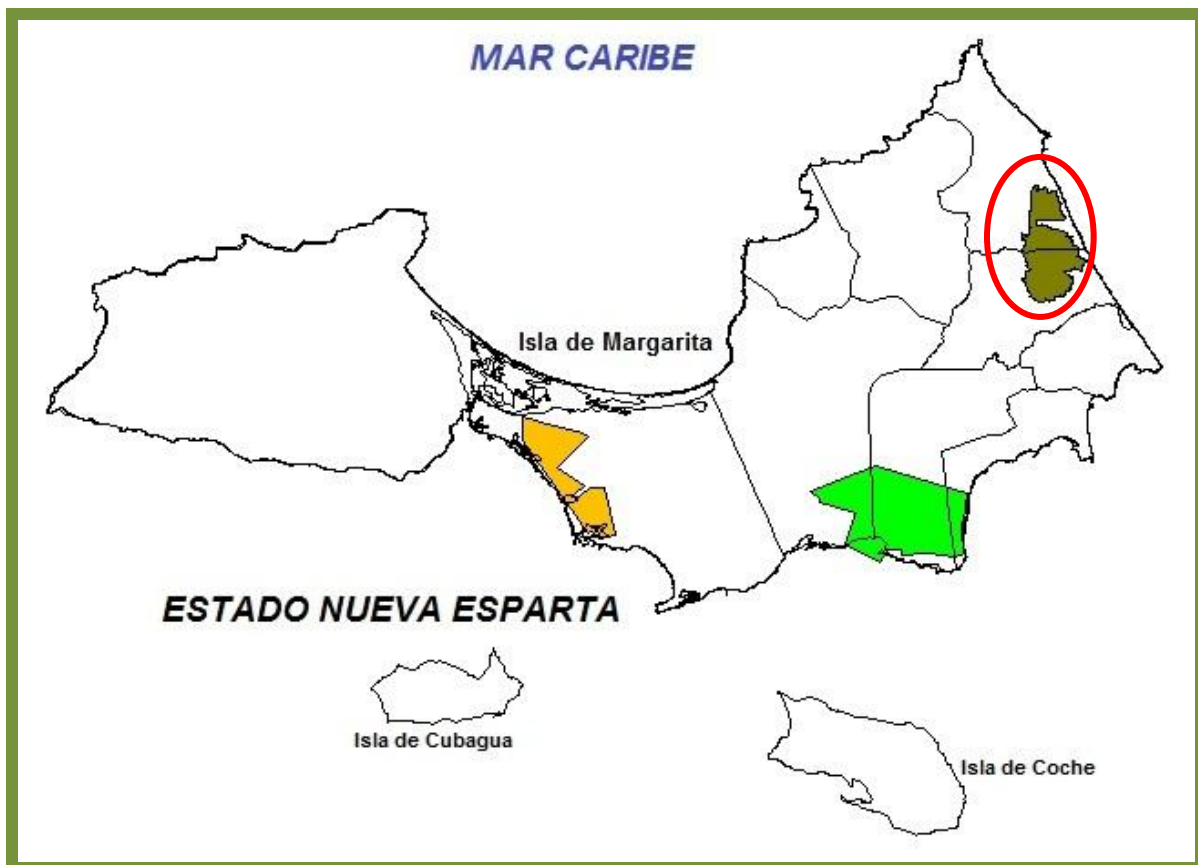 MAR CARIBE
Isla de Margarita
ESTADO NUEVA ESPARTA
Isla de Cubagua
Isla de Coche